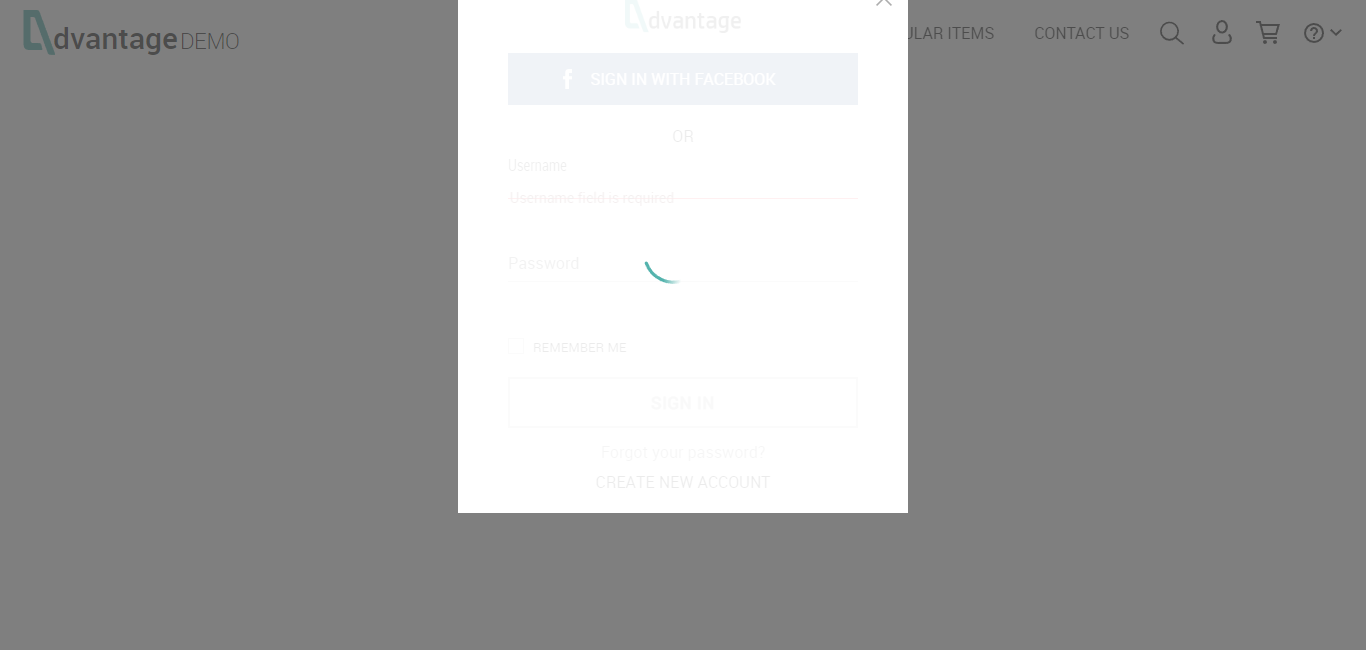 dvantage DEMO
ULAR ITEMS
CONTACT US
dvantage
SIGN IN WITH FACEBOOK
OR
Username
Username field is required
Password
REMEMBER ME
SIGN IN
Forgot your password?
CREATE NEW ACCOUNT